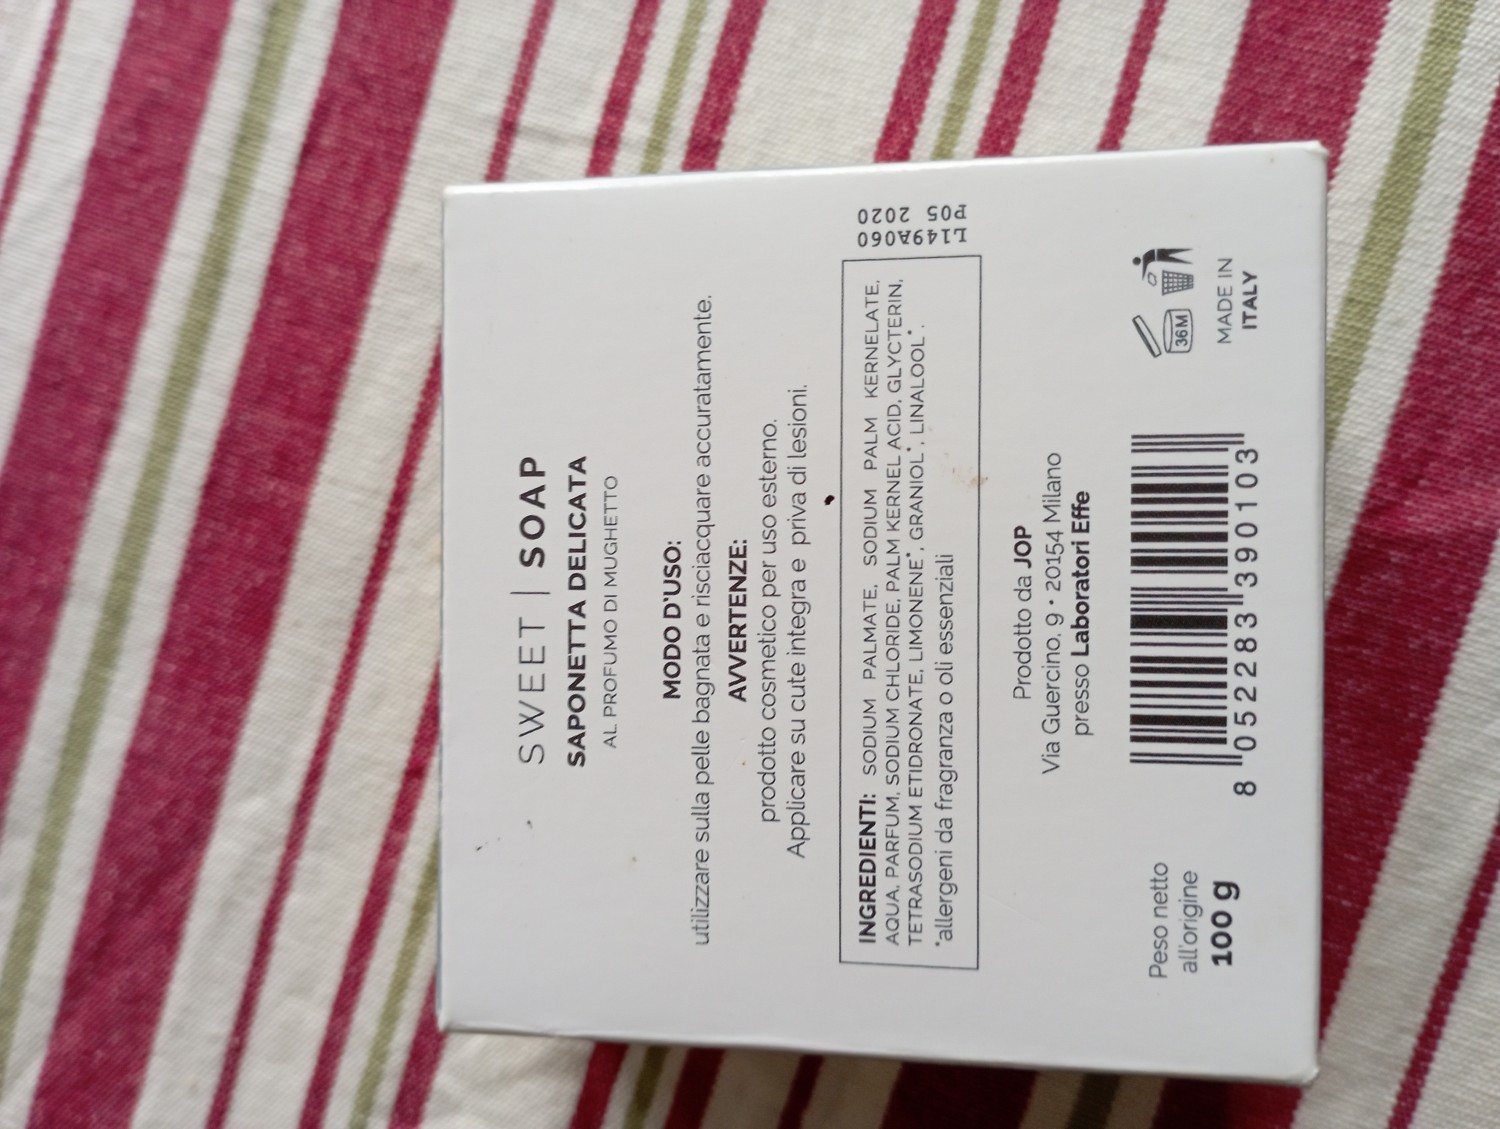 SWEET | SOAP
SAPONETTA DELICATA
AL PROFUMO DI MUGHETTO
MODO D'USO:
utilizzare sulla pelle bagnata e risciacquare accuratamente.
AVVERTENZE:
prodotto cosmetico per uso esterno.
Applicare su cute integra e priva di lesioni.
INGREDIENTI: SODIUM PALMATE, SODIUM PALM KERNELATE,
AQUA, PARFUM, SODIUM CHLORIDE, PALM KERNEL ACID, GLYCTERIN,
TETRASODIUM ETIDRONATE, LIMONENE*, GRANIOL*, LINALOOL*.
*allergeni da fragranza o oli essenziali
L149A060
P05 2020
Prodotto da JOP
Via Guercino, 9 • 20154 Milano
presso Laboratori Effe
Peso netto
all'origine
100 g
8 052283 390103
36M
MADE IN
ITALY